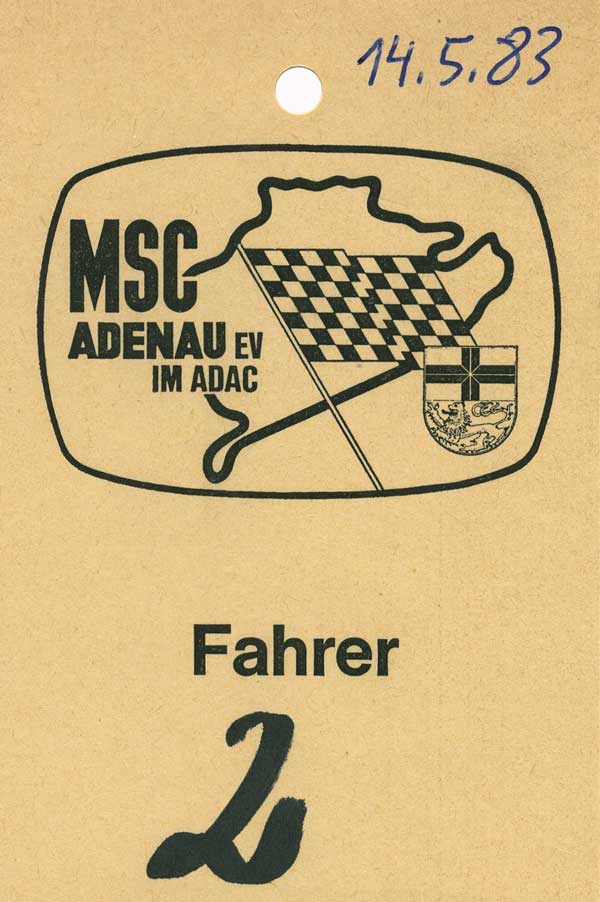 14.5.83
MSC
ADENAU EV
IM ADAC
Fahrer
2